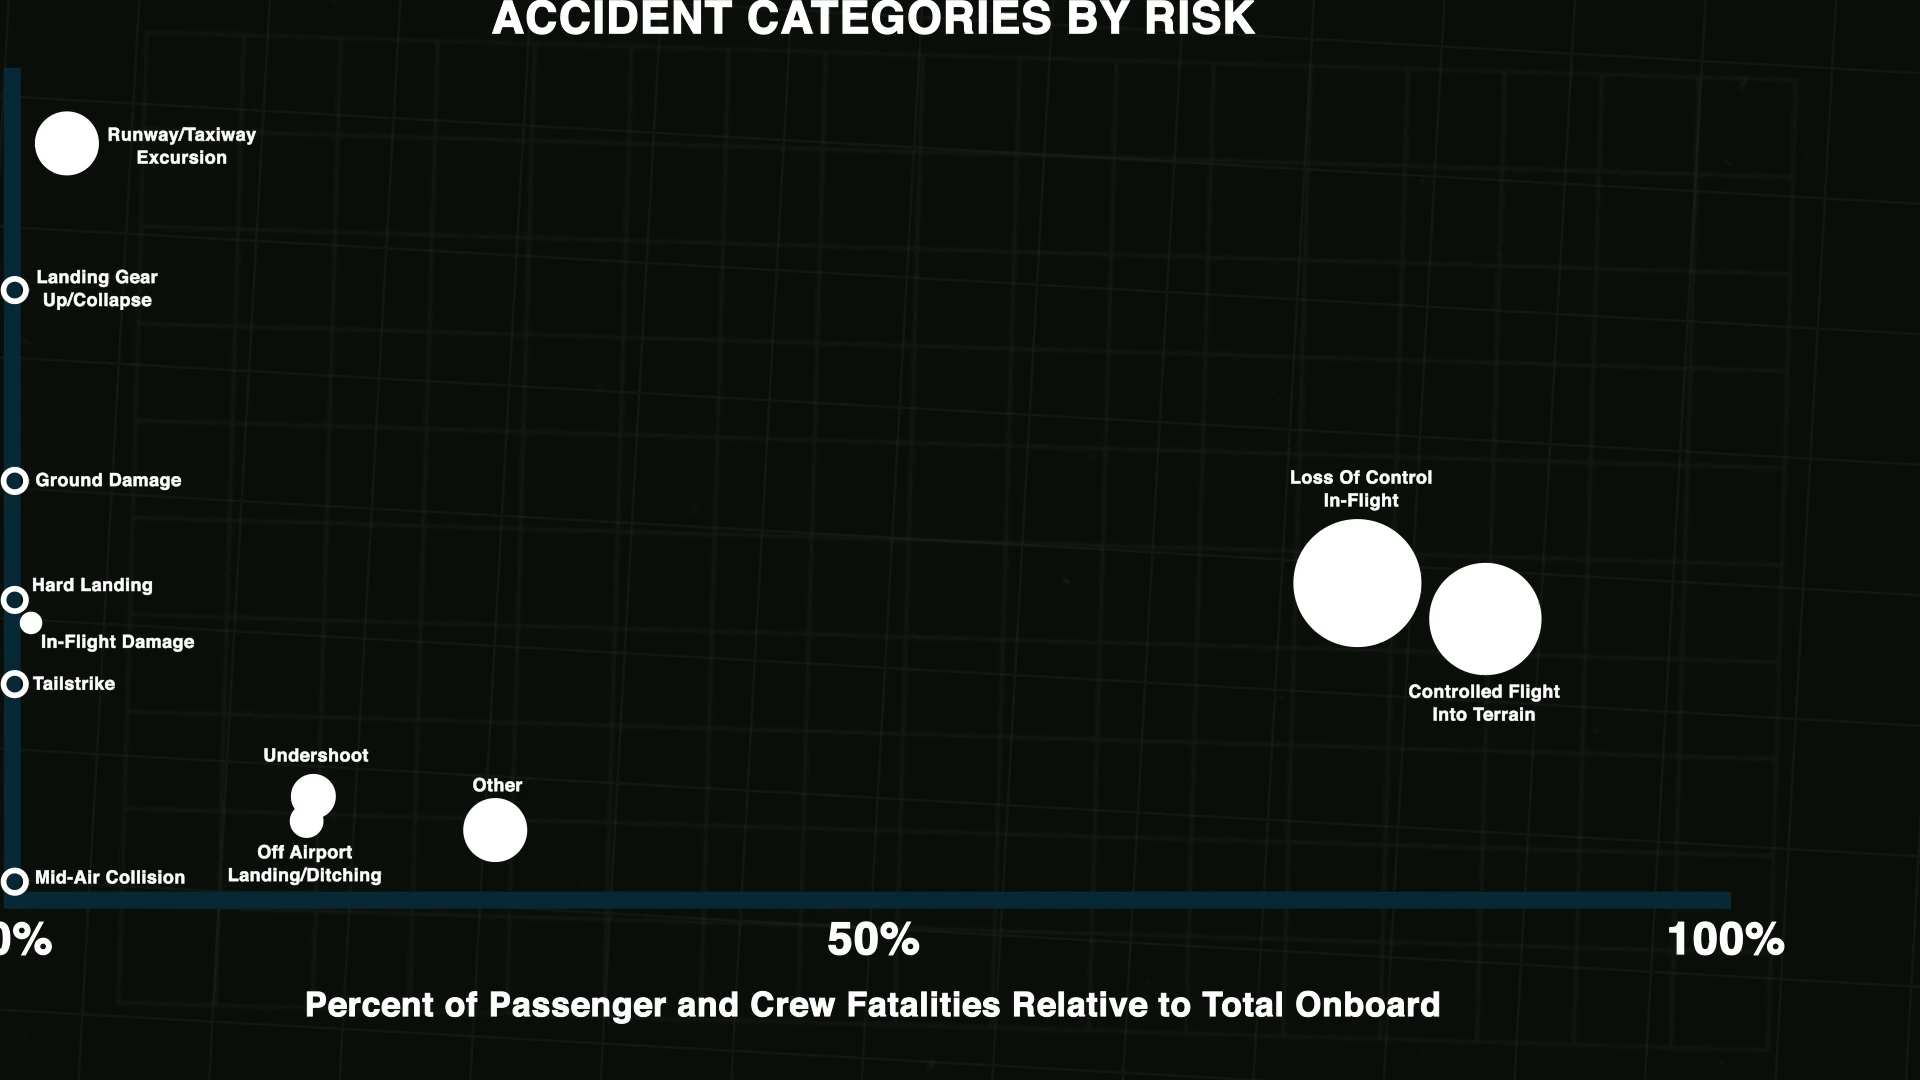 ACCIDENT CATEGORIES BY RISK
Runway/Taxiway
Excursion
Landing Gear
Up/Collapse
Ground Damage
Loss Of Control
In-Flight
Hard Landing
In-Flight Damage
Tailstrike
Controlled Flight
Into Terrain
Undershoot
Other
Off Airport
Landing/Ditching
Mid-Air Collision
0%
50%
100%
Percent of Passenger and Crew Fatalities Relative to Total Onboard